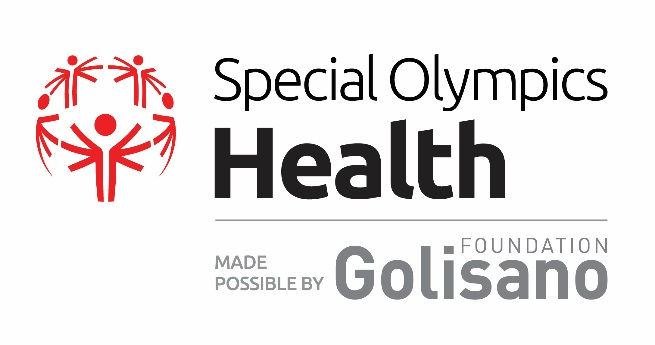 Special Olympics
Health
MADE
POSSIBLE BY
FOUNDATION
Golisano